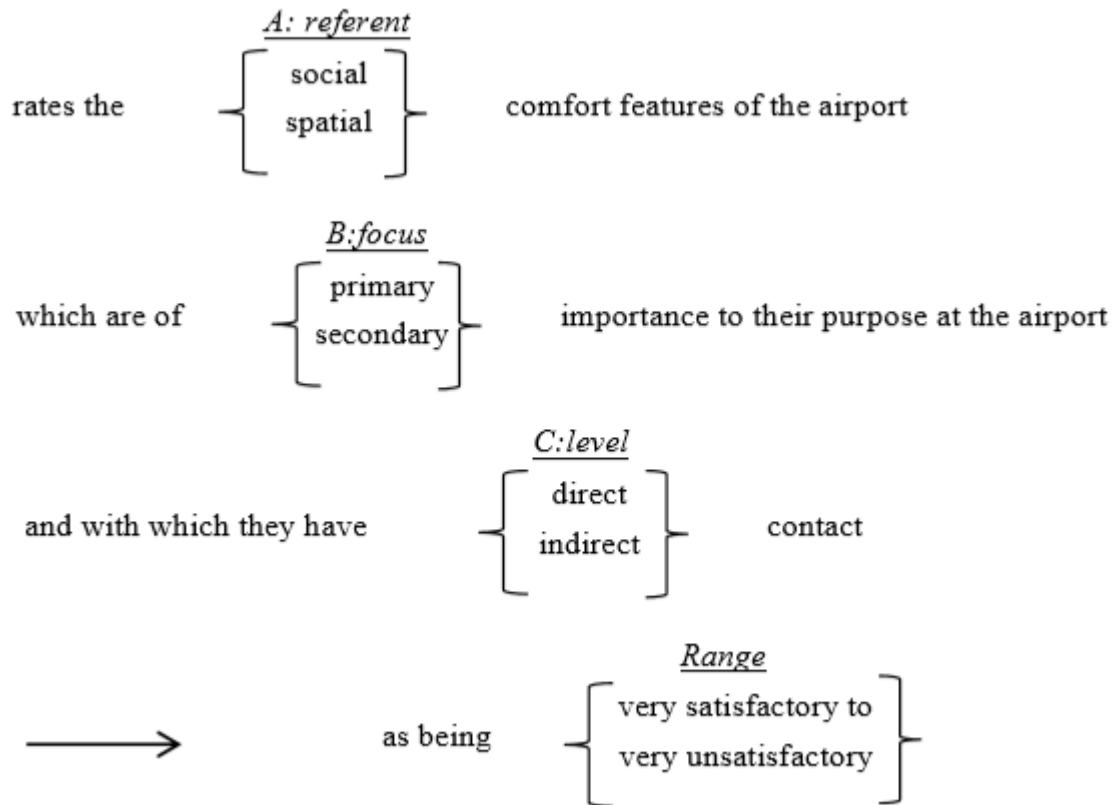 A: referent
social
rates the comfort features of the airport
spatial
B:focus
primary
which are of importance to their purpose at the airport
secondary
C:level
direct
and with which they have contact
indirect
Range
very satisfactory to
as being
very unsatisfactory